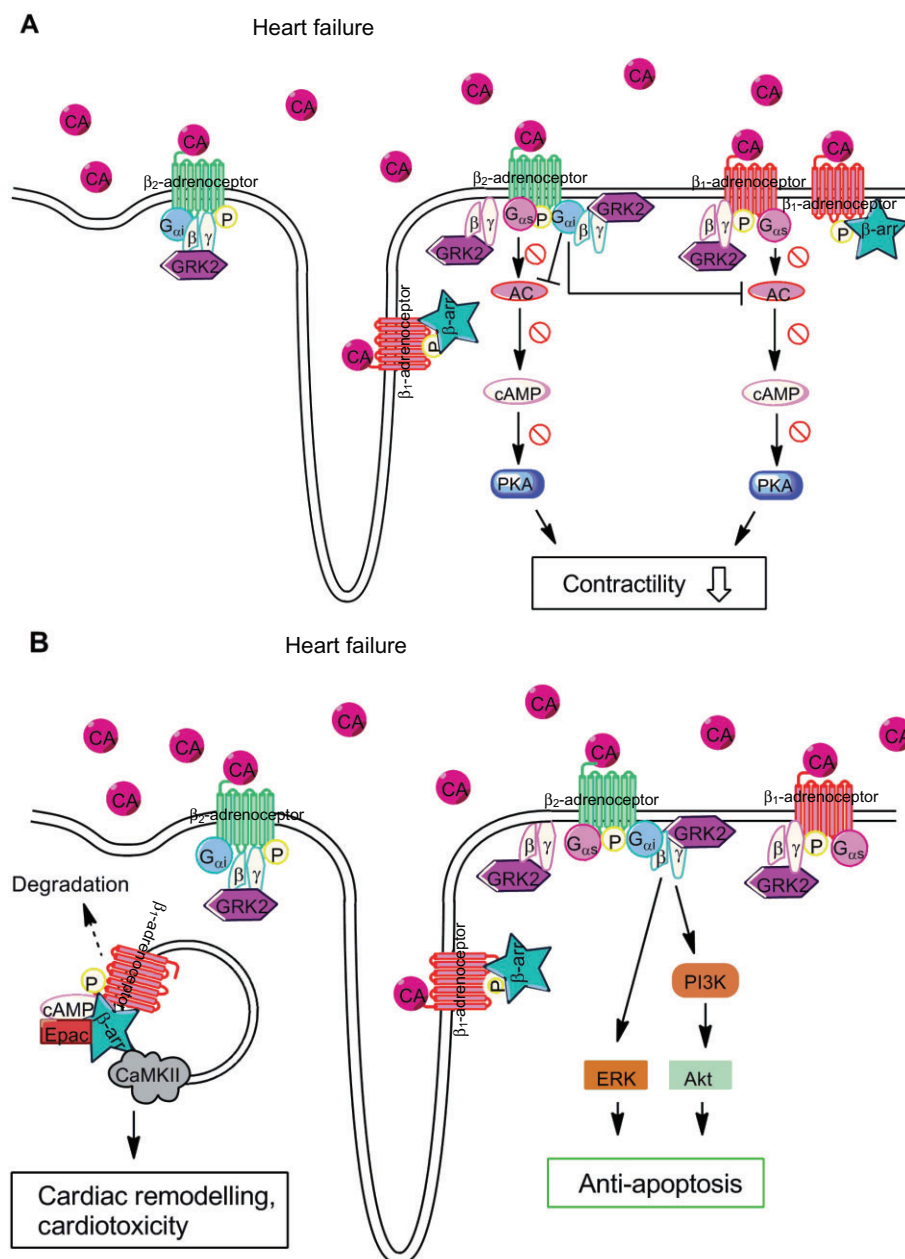 A
Heart failure
CA
CA
CA
CA
CA
CA
CA
CA
CA
CA
CA
β2-adrenoceptor
β2-adrenoceptor
β1-adrenoceptor
β1-adrenoceptor
Gαi
β
γ
P
GRK2
β
γ
GRK2
Gαs
P
Gαi
β
γ
GRK2
β
γ
GRK2
P
Gαs
P
β-arr
CA
β1-adrenoceptor
P
β-arr
AC
AC
cAMP
cAMP
PKA
PKA
Contractility
B
Heart failure
CA
CA
CA
CA
CA
CA
CA
CA
CA
CA
β2-adrenoceptor
β2-adrenoceptor
β1-adrenoceptor
Gαi
β
γ
P
GRK2
β
γ
GRK2
Gαs
P
Gαi
β
γ
GRK2
β
γ
GRK2
P
Gαs
Degradation
β1-adrenoceptor
P
cAMP
Epac
β-arr
CaMKII
CA
β1-adrenoceptor
P
β-arr
PI3K
ERK
Akt
Cardiac remodelling,
cardiotoxicity
Anti-apoptosis